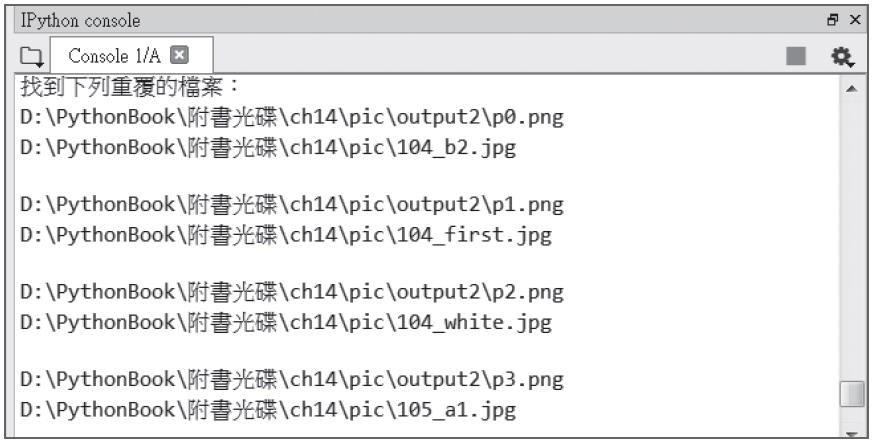 IPython console
Console 1/A
找到下列重覆的檔案：
D:\PythonBook\附書光碟\ch14\pic\output2\p0.png
D:\PythonBook\附書光碟\ch14\pic\104_b2.jpg
D:\PythonBook\附書光碟\ch14\pic\output2\p1.png
D:\PythonBook\附書光碟\ch14\pic\104_first.jpg
D:\PythonBook\附書光碟\ch14\pic\output2\p2.png
D:\PythonBook\附書光碟\ch14\pic\104_white.jpg
D:\PythonBook\附書光碟\ch14\pic\output2\p3.png
D:\PythonBook\附書光碟\ch14\pic\105_a1.jpg